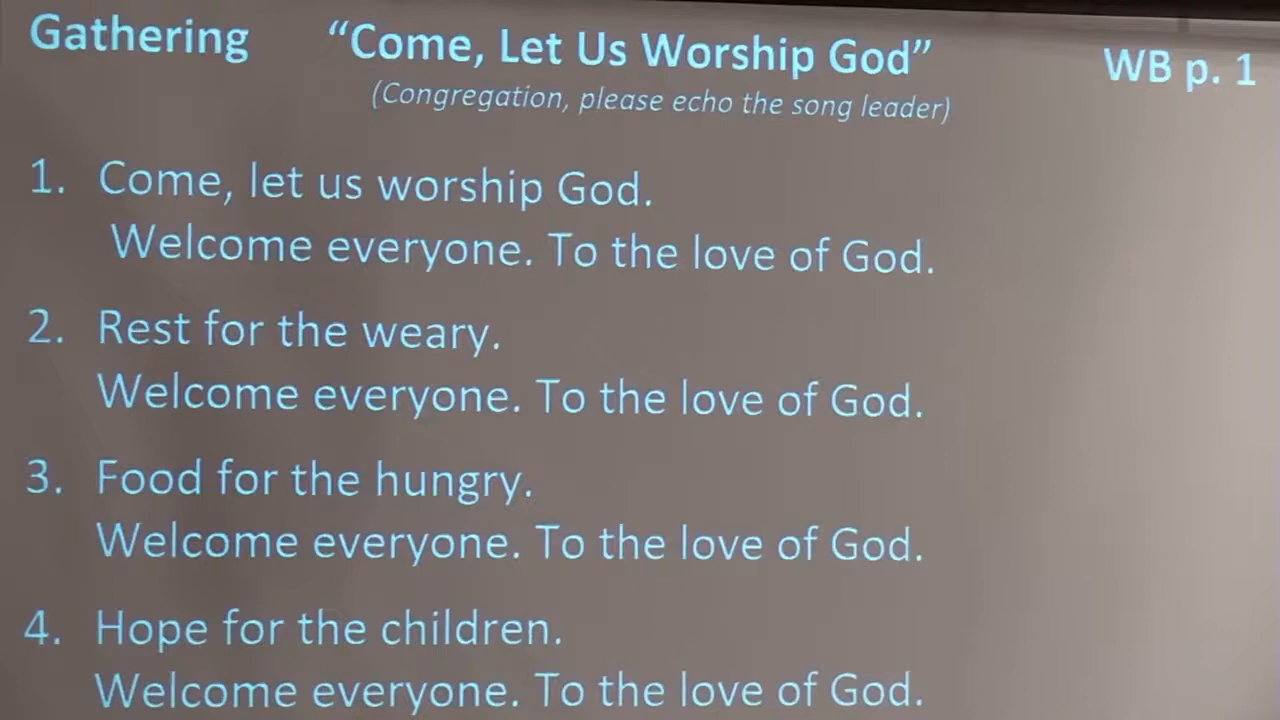 Gathering “Come, Let Us Worship God” WB p. 1
(Congregation, please echo the song leader)
1. Come, let us worship God.
Welcome everyone. To the love of God.
2. Rest for the weary.
Welcome everyone. To the love of God.
3. Food for the hungry.
Welcome everyone. To the love of God.
4. Hope for the children.
Welcome everyone. To the love of God.